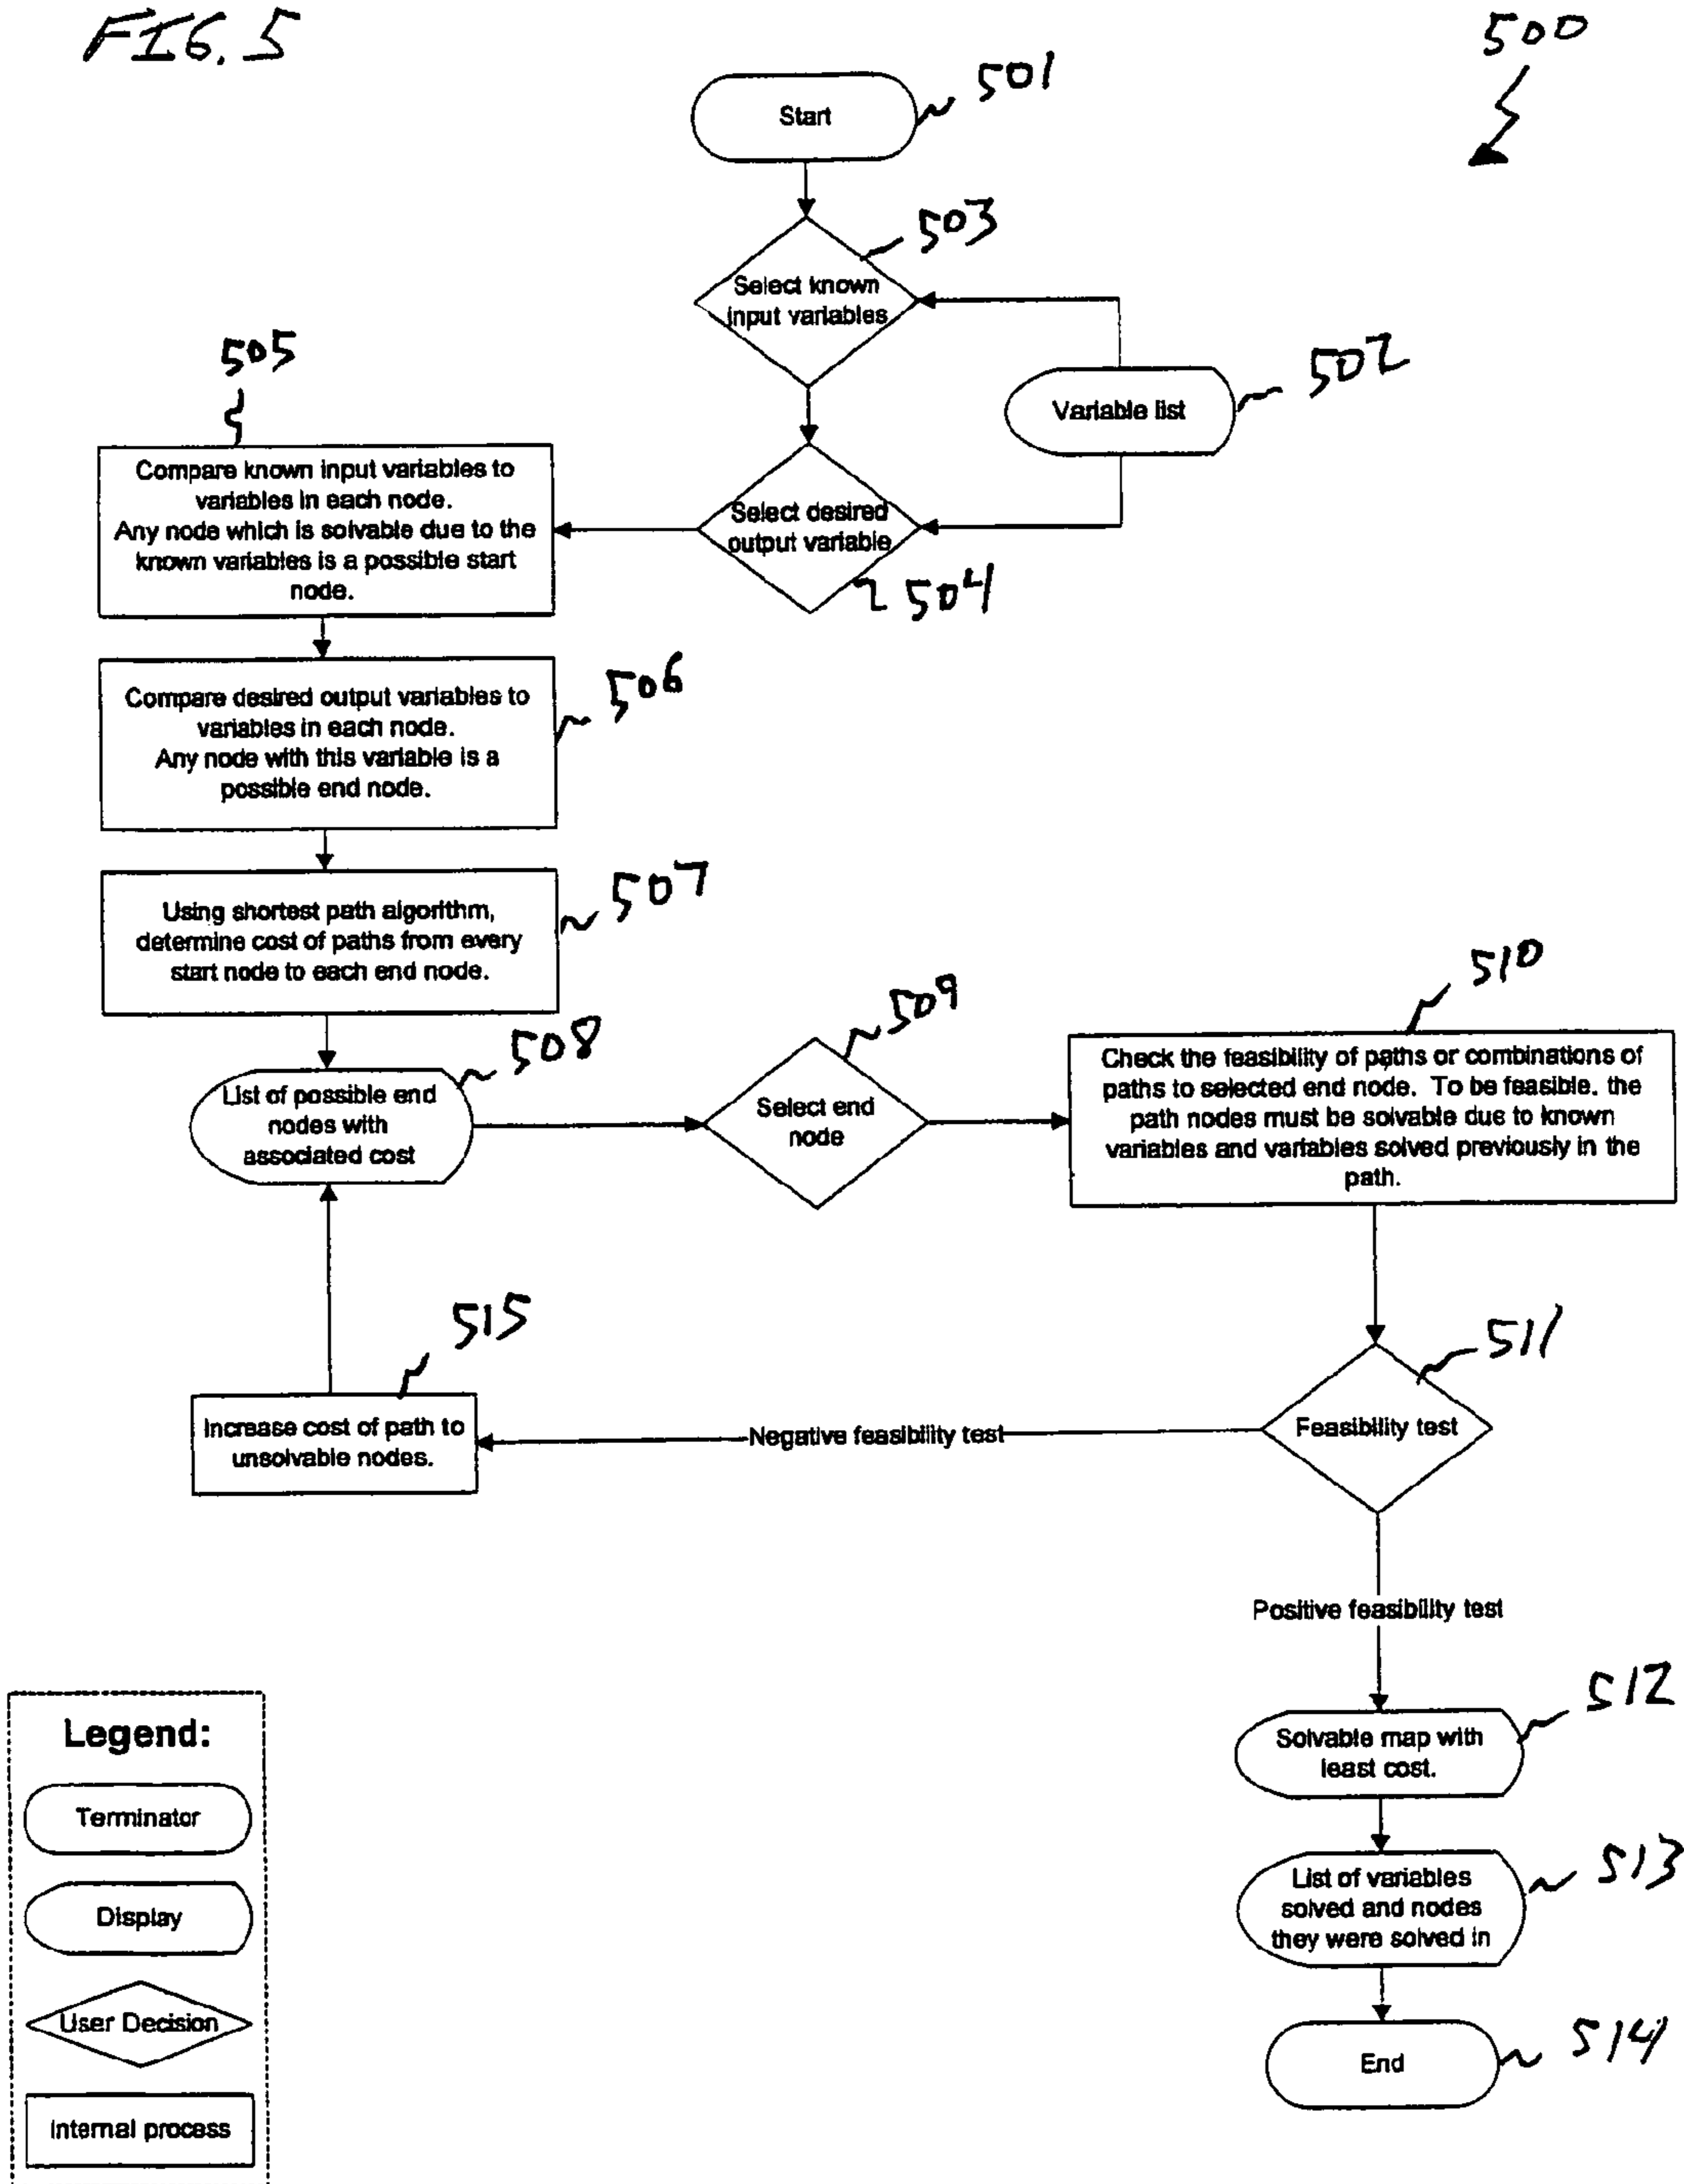 FIG. 5
500
Start
501
503
Select known
input variables
502
Variable list
505
Compare known input variables to
variables in each node.
Any node which is solvable due to the
known variables is a possible start
node.
Select desired
output variable
504
Compare desired output variables to
variables in each node.
Any node with this variable is a
possible end node.
506
Using shortest path algorithm,
determine cost of paths from every
start node to each end node.
507
508
List of possible end
nodes with
associated cost
509
Select end
node
510
Check the feasibility of paths or combinations of
paths to selected end node. To be feasible, the
path nodes must be solvable due to known
variables and variables solved previously in the
path.
515
Increase cost of path to
unsolvable nodes.
Negative feasibility test
511
Feasibility test
Positive feasibility test
512
Solvable map with
least cost.
513
List of variables
solved and nodes
they were solved in
End
514
Legend:
Terminator
Display
User Decision
Internal process